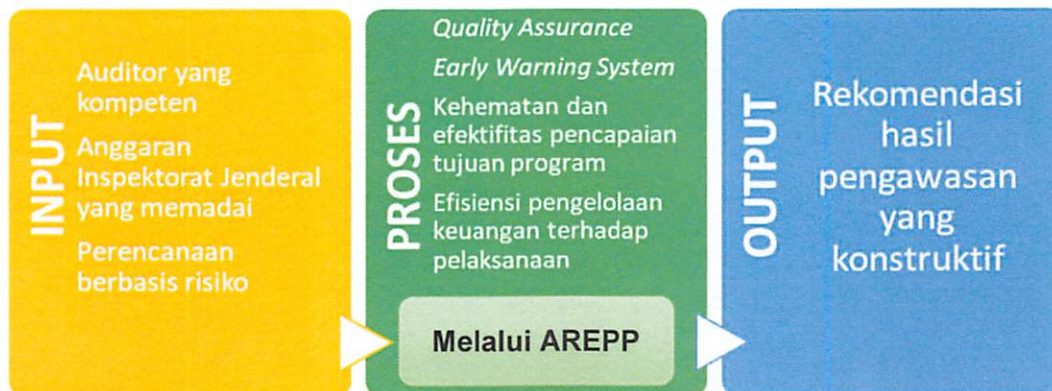 INPUT
Auditor yang
kompeten
Anggaran
Inspektorat Jenderal
yang memadai
Perencanaan
berbasis risiko
PROSES
Quality Assurance
Early Warning System
Kehematan dan
efektifitas pencapaian
tujuan program
Efisiensi pengelolaan
keuangan terhadap
pelaksanaan
Melalui AREPP
OUTPUT
Rekomendasi
hasil
pengawasan
yang
konstruktif